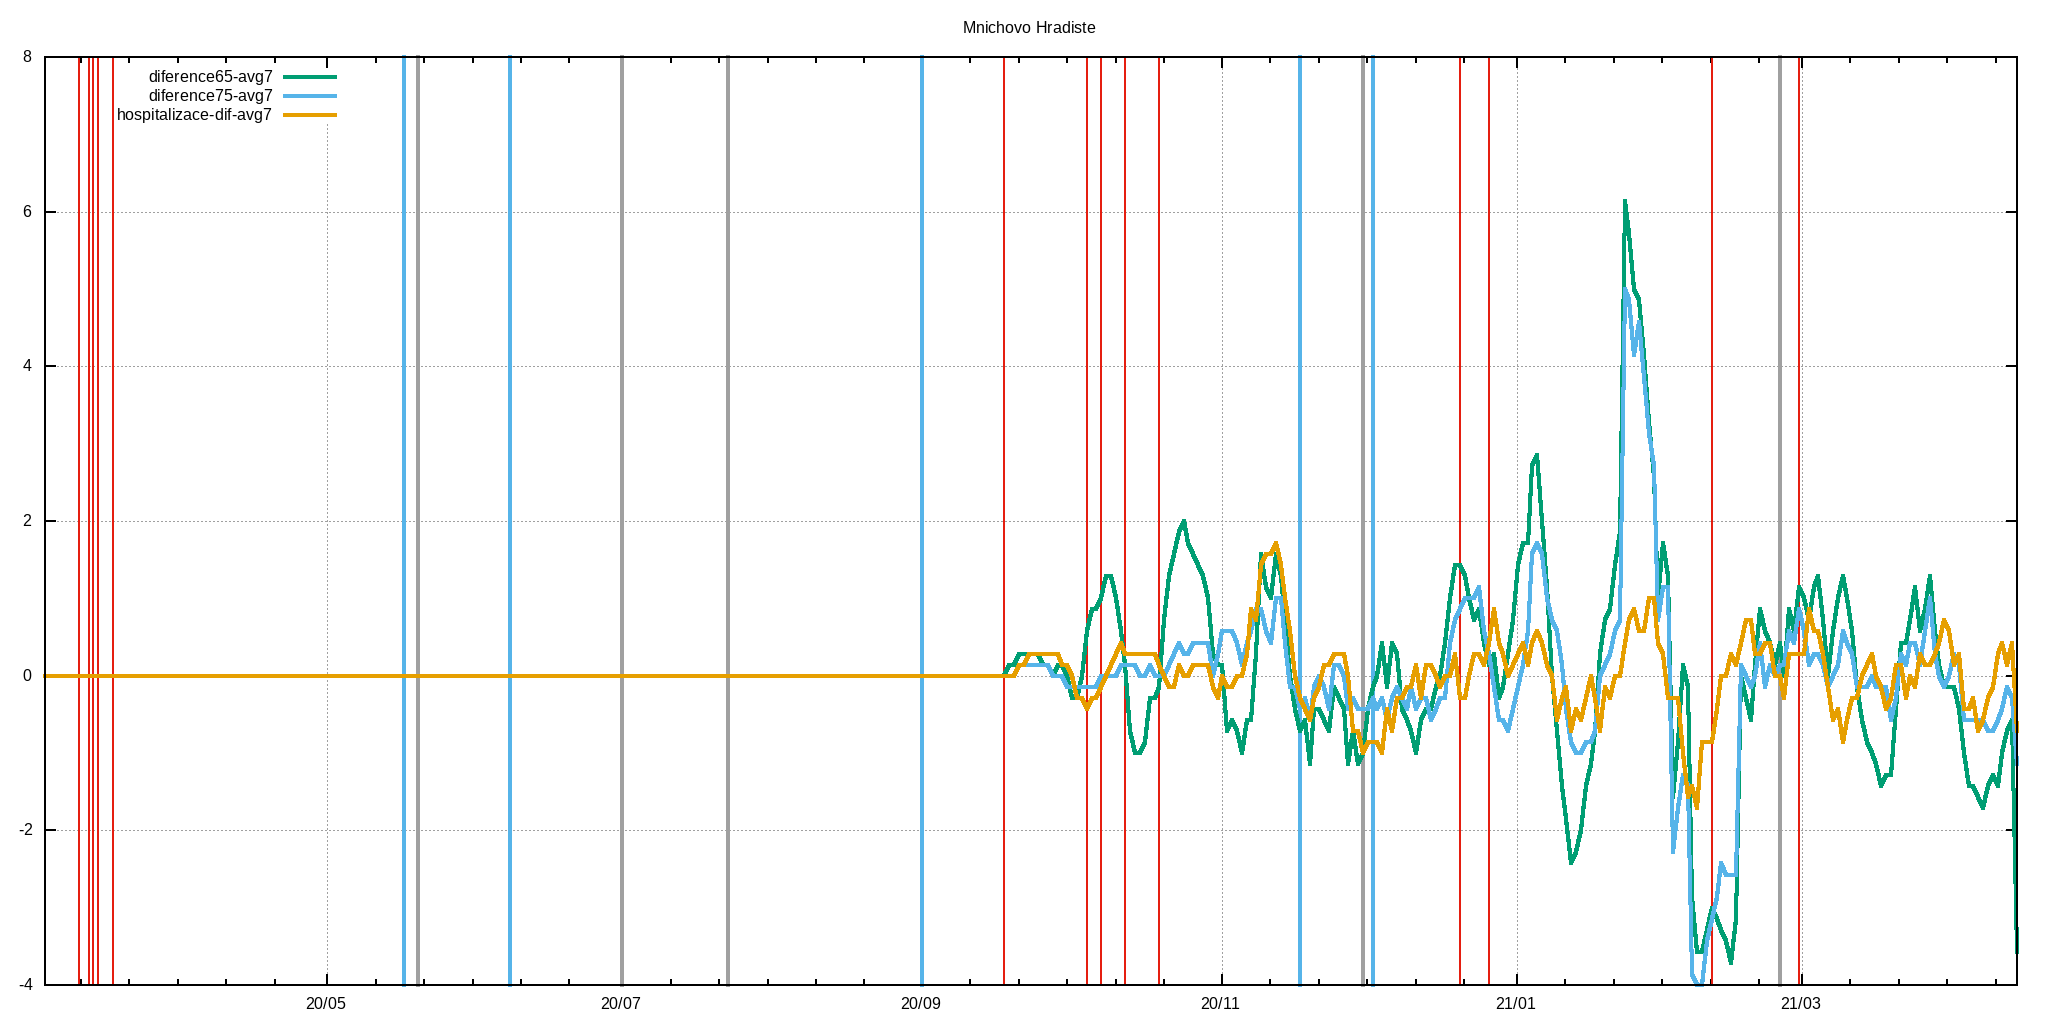 Mnichovo Hradiste
diference65-avg7
diference75-avg7
hospitalizace-dif-avg7
8
6
4
2
0
-2
-4
20/05 20/07 20/09 20/11 21/01 21/03